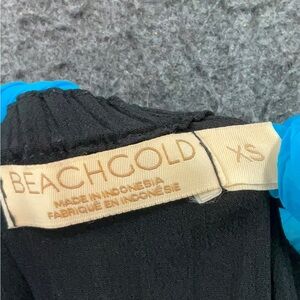 BEACHGOLD
XS
MADE IN INDONESIA
FABRIQUÉ EN INDONÉSIE